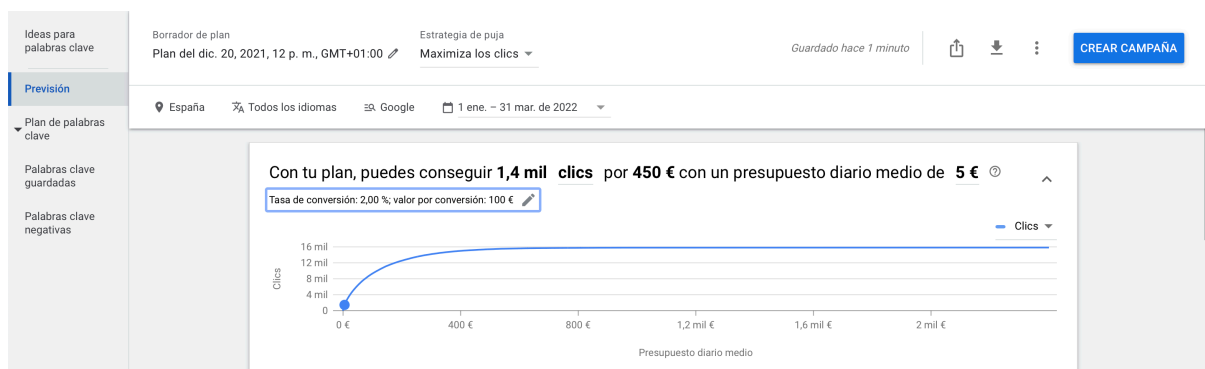 Ideas para
palabras clave
Previsión
Plan de palabras
clave
Palabras clave
guardadas
Palabras clave
negativas
Borrador de plan
Plan del dic. 20, 2021, 12 p. m., GMT+01:00
Estrategia de puja
Maximiza los clics
Guardado hace 1 minuto
CREAR CAMPAÑA
España
Todos los idiomas
Google
1 ene. – 31 mar. de 2022
Con tu plan, puedes conseguir 1,4 mil clics por 450 € con un presupuesto diario medio de 5 €
Tasa de conversión: 2,00 %; valor por conversión: 100 €
Clics
16 mil
12 mil
8 mil
4 mil
0
Clics
0 €
400 €
800 €
1,2 mil €
1,6 mil €
2 mil €
Presupuesto diario medio